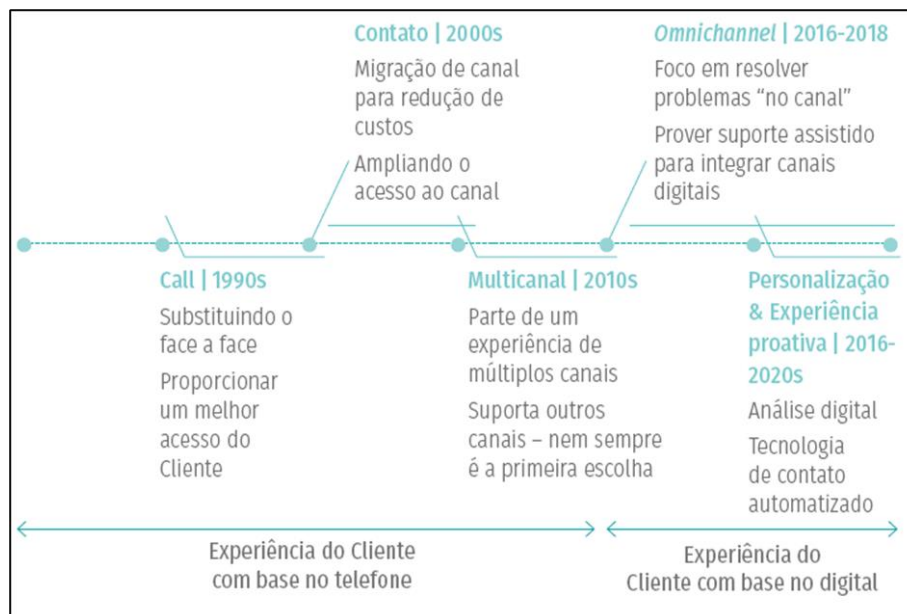 Contato | 2000s
Migração de canal
para redução de
custos
Ampliando o
acesso ao canal
Omnichannel | 2016-2018
Foco em resolver
problemas “no canal”
Prover suporte assistido
para integrar canais
digitais
Call | 1990s
Substituindo o
face a face
Proporcionar
um melhor
acesso do
Cliente
Multicanal | 2010s
Parte de um
experiência de
múltiplos canais
Suporta outros
canais – nem sempre
é a primeira escolha
Personalização
& Experiência
proativa | 2016-
2020s
Análise digital
Tecnologia
de contato
automatizado
Experiência do Cliente
com base no telefone
Experiência do
Cliente com base no digital